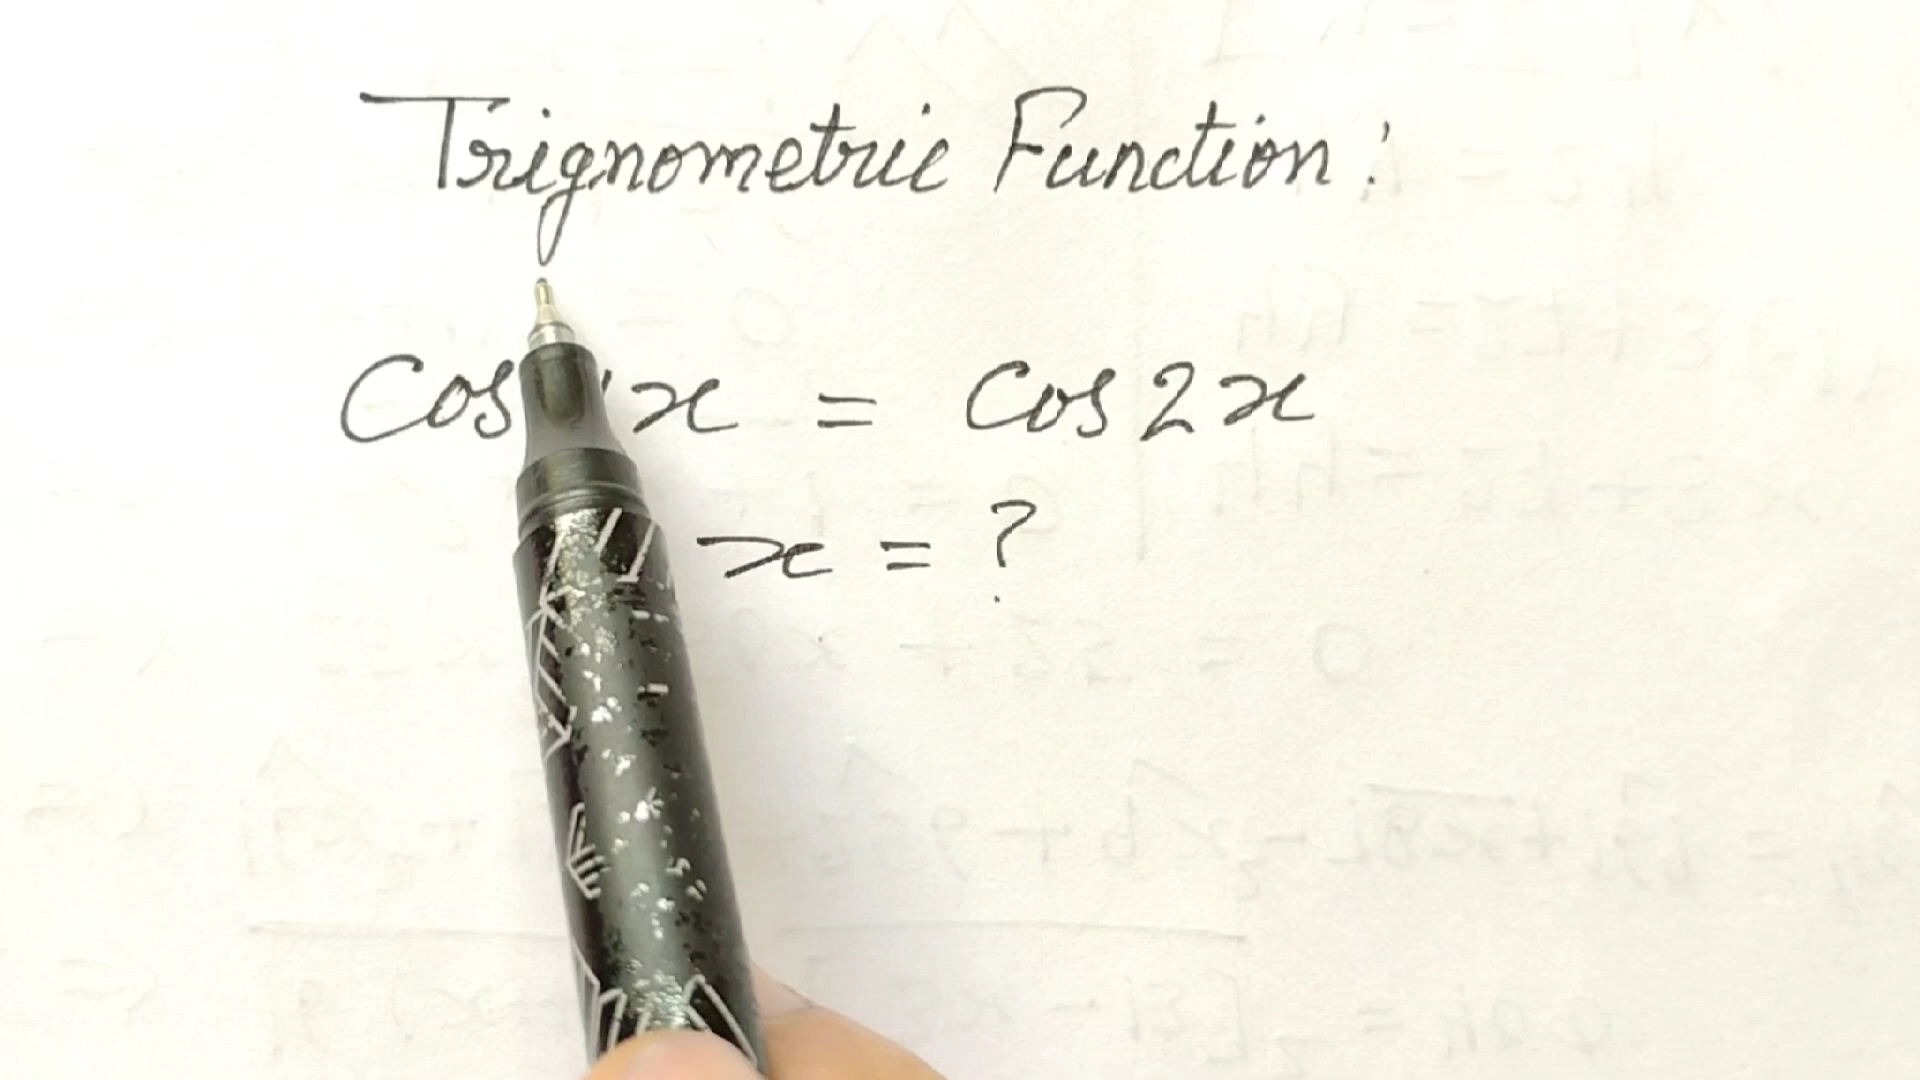 Trignometric Function :
Cos x = Cos 2x
x = ?